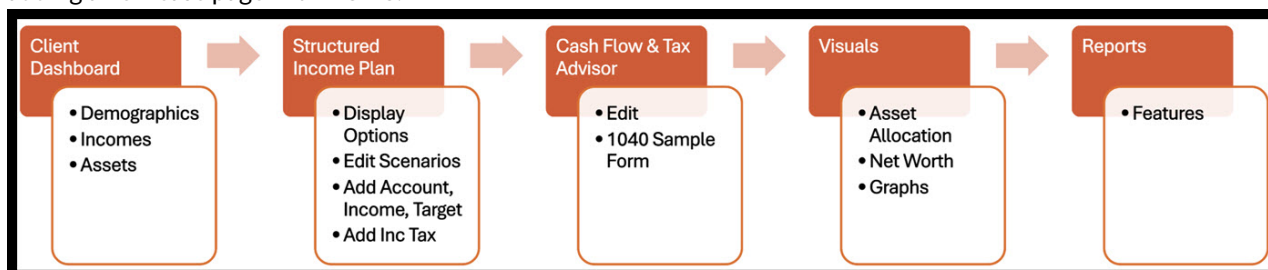 Client
Dashboard
• Demographics
• Incomes
• Assets
Structured
Income Plan
• Display
Options
• Edit Scenarios
• Add Account,
Income, Target
• Add Inc Tax
Cash Flow & Tax
Advisor
• Edit
• 1040 Sample
Form
Visuals
• Asset
Allocation
• Net Worth
• Graphs
Reports
• Features